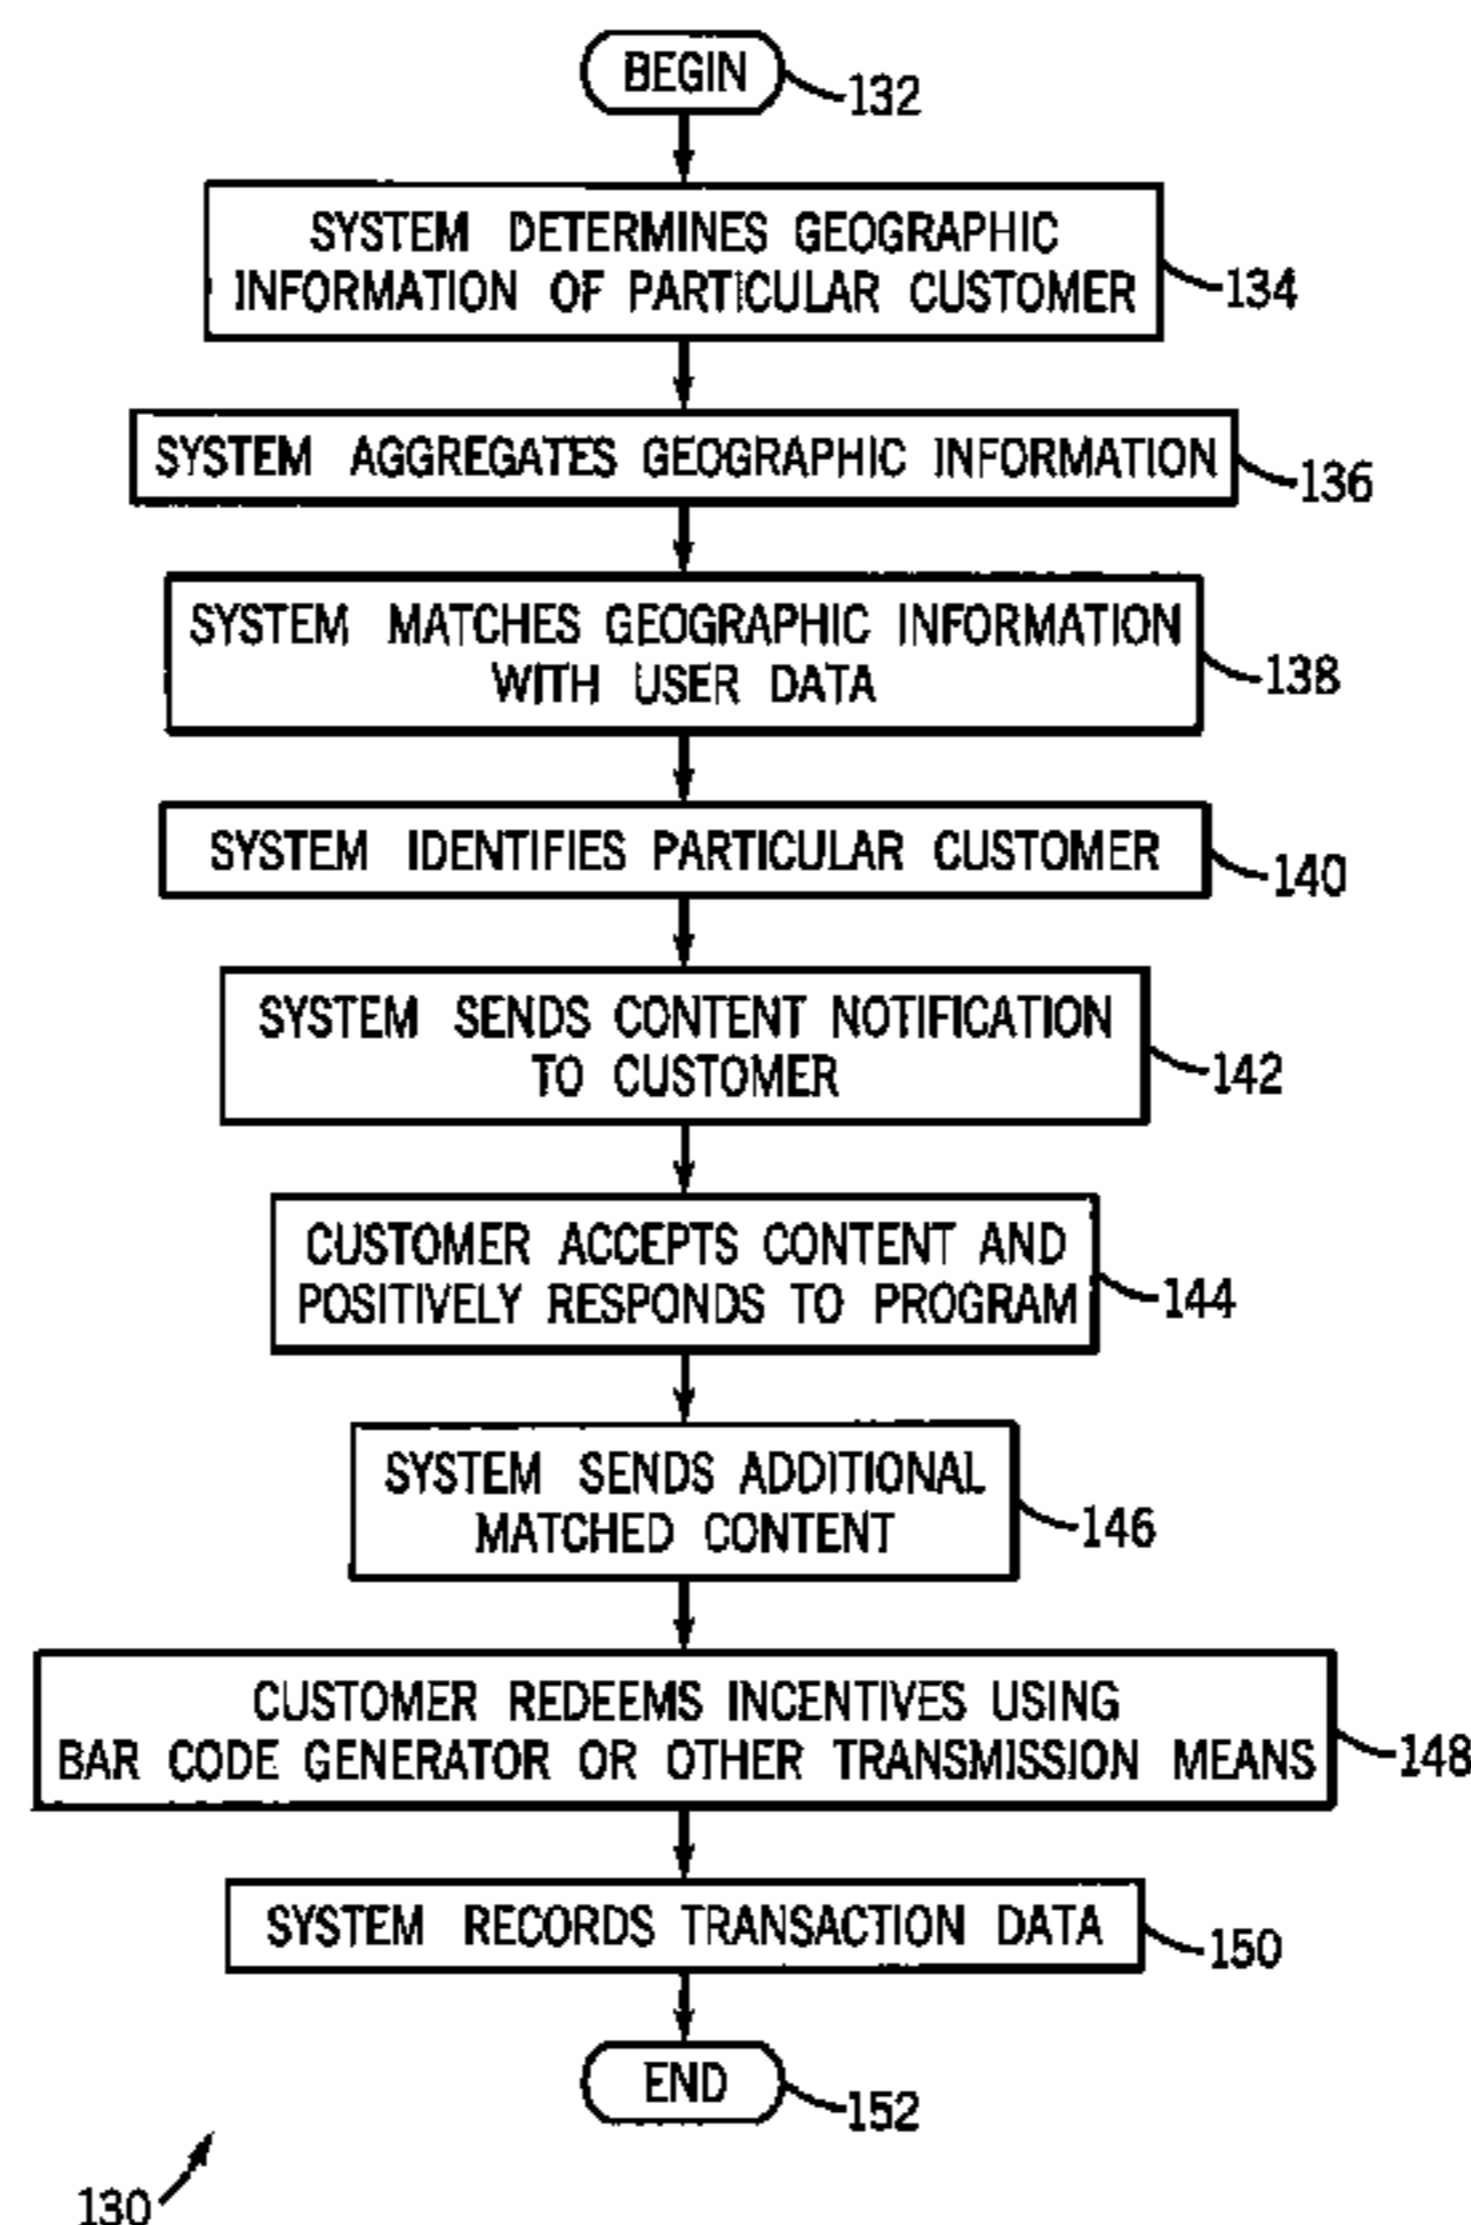 BEGIN
132
SYSTEM DETERMINES GEOGRAPHIC
INFORMATION OF PARTICULAR CUSTOMER
134
SYSTEM AGGREGATES GEOGRAPHIC INFORMATION
136
SYSTEM MATCHES GEOGRAPHIC INFORMATION
WITH USER DATA
138
SYSTEM IDENTIFIES PARTICULAR CUSTOMER
140
SYSTEM SENDS CONTENT NOTIFICATION
TO CUSTOMER
142
CUSTOMER ACCEPTS CONTENT AND
POSITIVELY RESPONDS TO PROGRAM
144
SYSTEM SENDS ADDITIONAL
MATCHED CONTENT
146
CUSTOMER REDEEMS INCENTIVES USING
BAR CODE GENERATOR OR OTHER TRANSMISSION MEANS
148
SYSTEM RECORDS TRANSACTION DATA
150
END
152
130